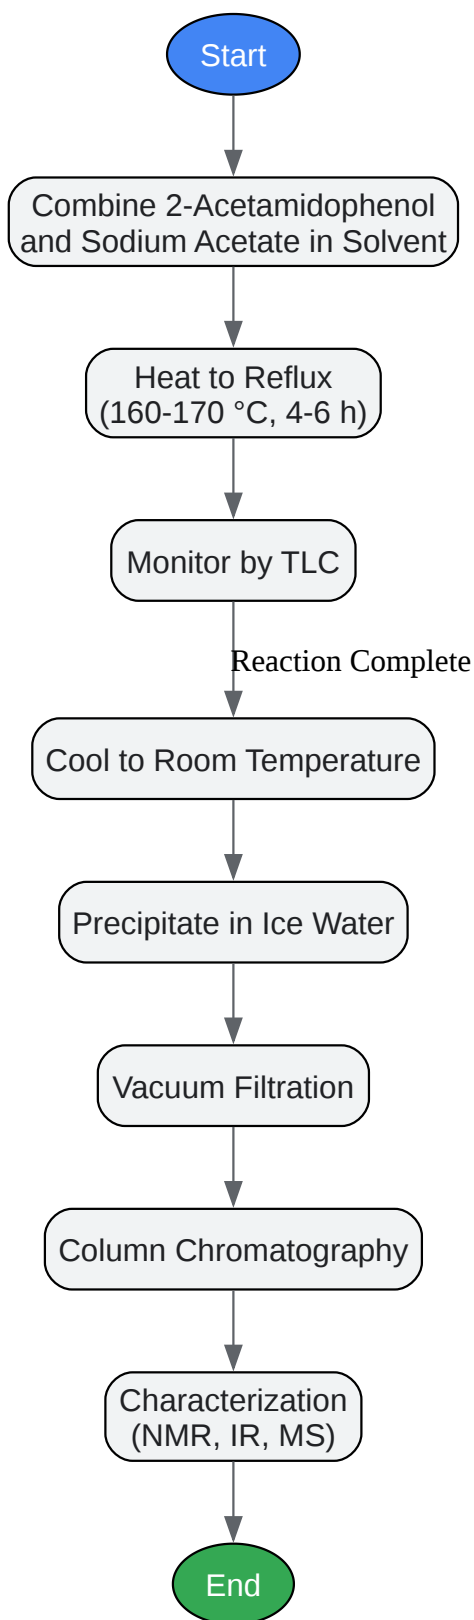 Start
Combine 2-Acetamidophenol
and Sodium Acetate in Solvent
Heat to Reflux
(160-170 °C, 4-6 h)
Monitor by TLC
Reaction Complete
Cool to Room Temperature
Precipitate in Ice Water
Vacuum Filtration
Column Chromatography
Characterization
(NMR, IR, MS)
End